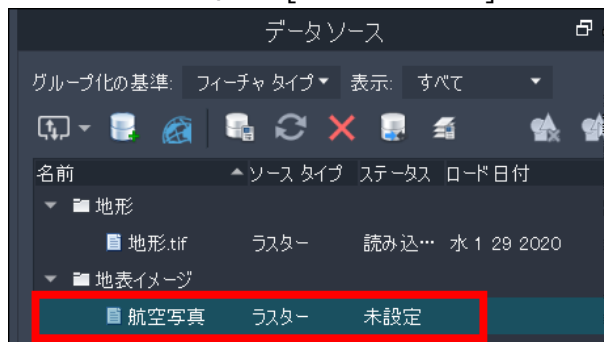 データソース
グループ化の基準: フィーチャ タイプ 表示: すべて
名前 ソース タイプ ステータス ロード日付
地形
地形.tif ラスター 読み込… 水 1 29 2020
地表イメージ
航空写真 ラスター 未設定